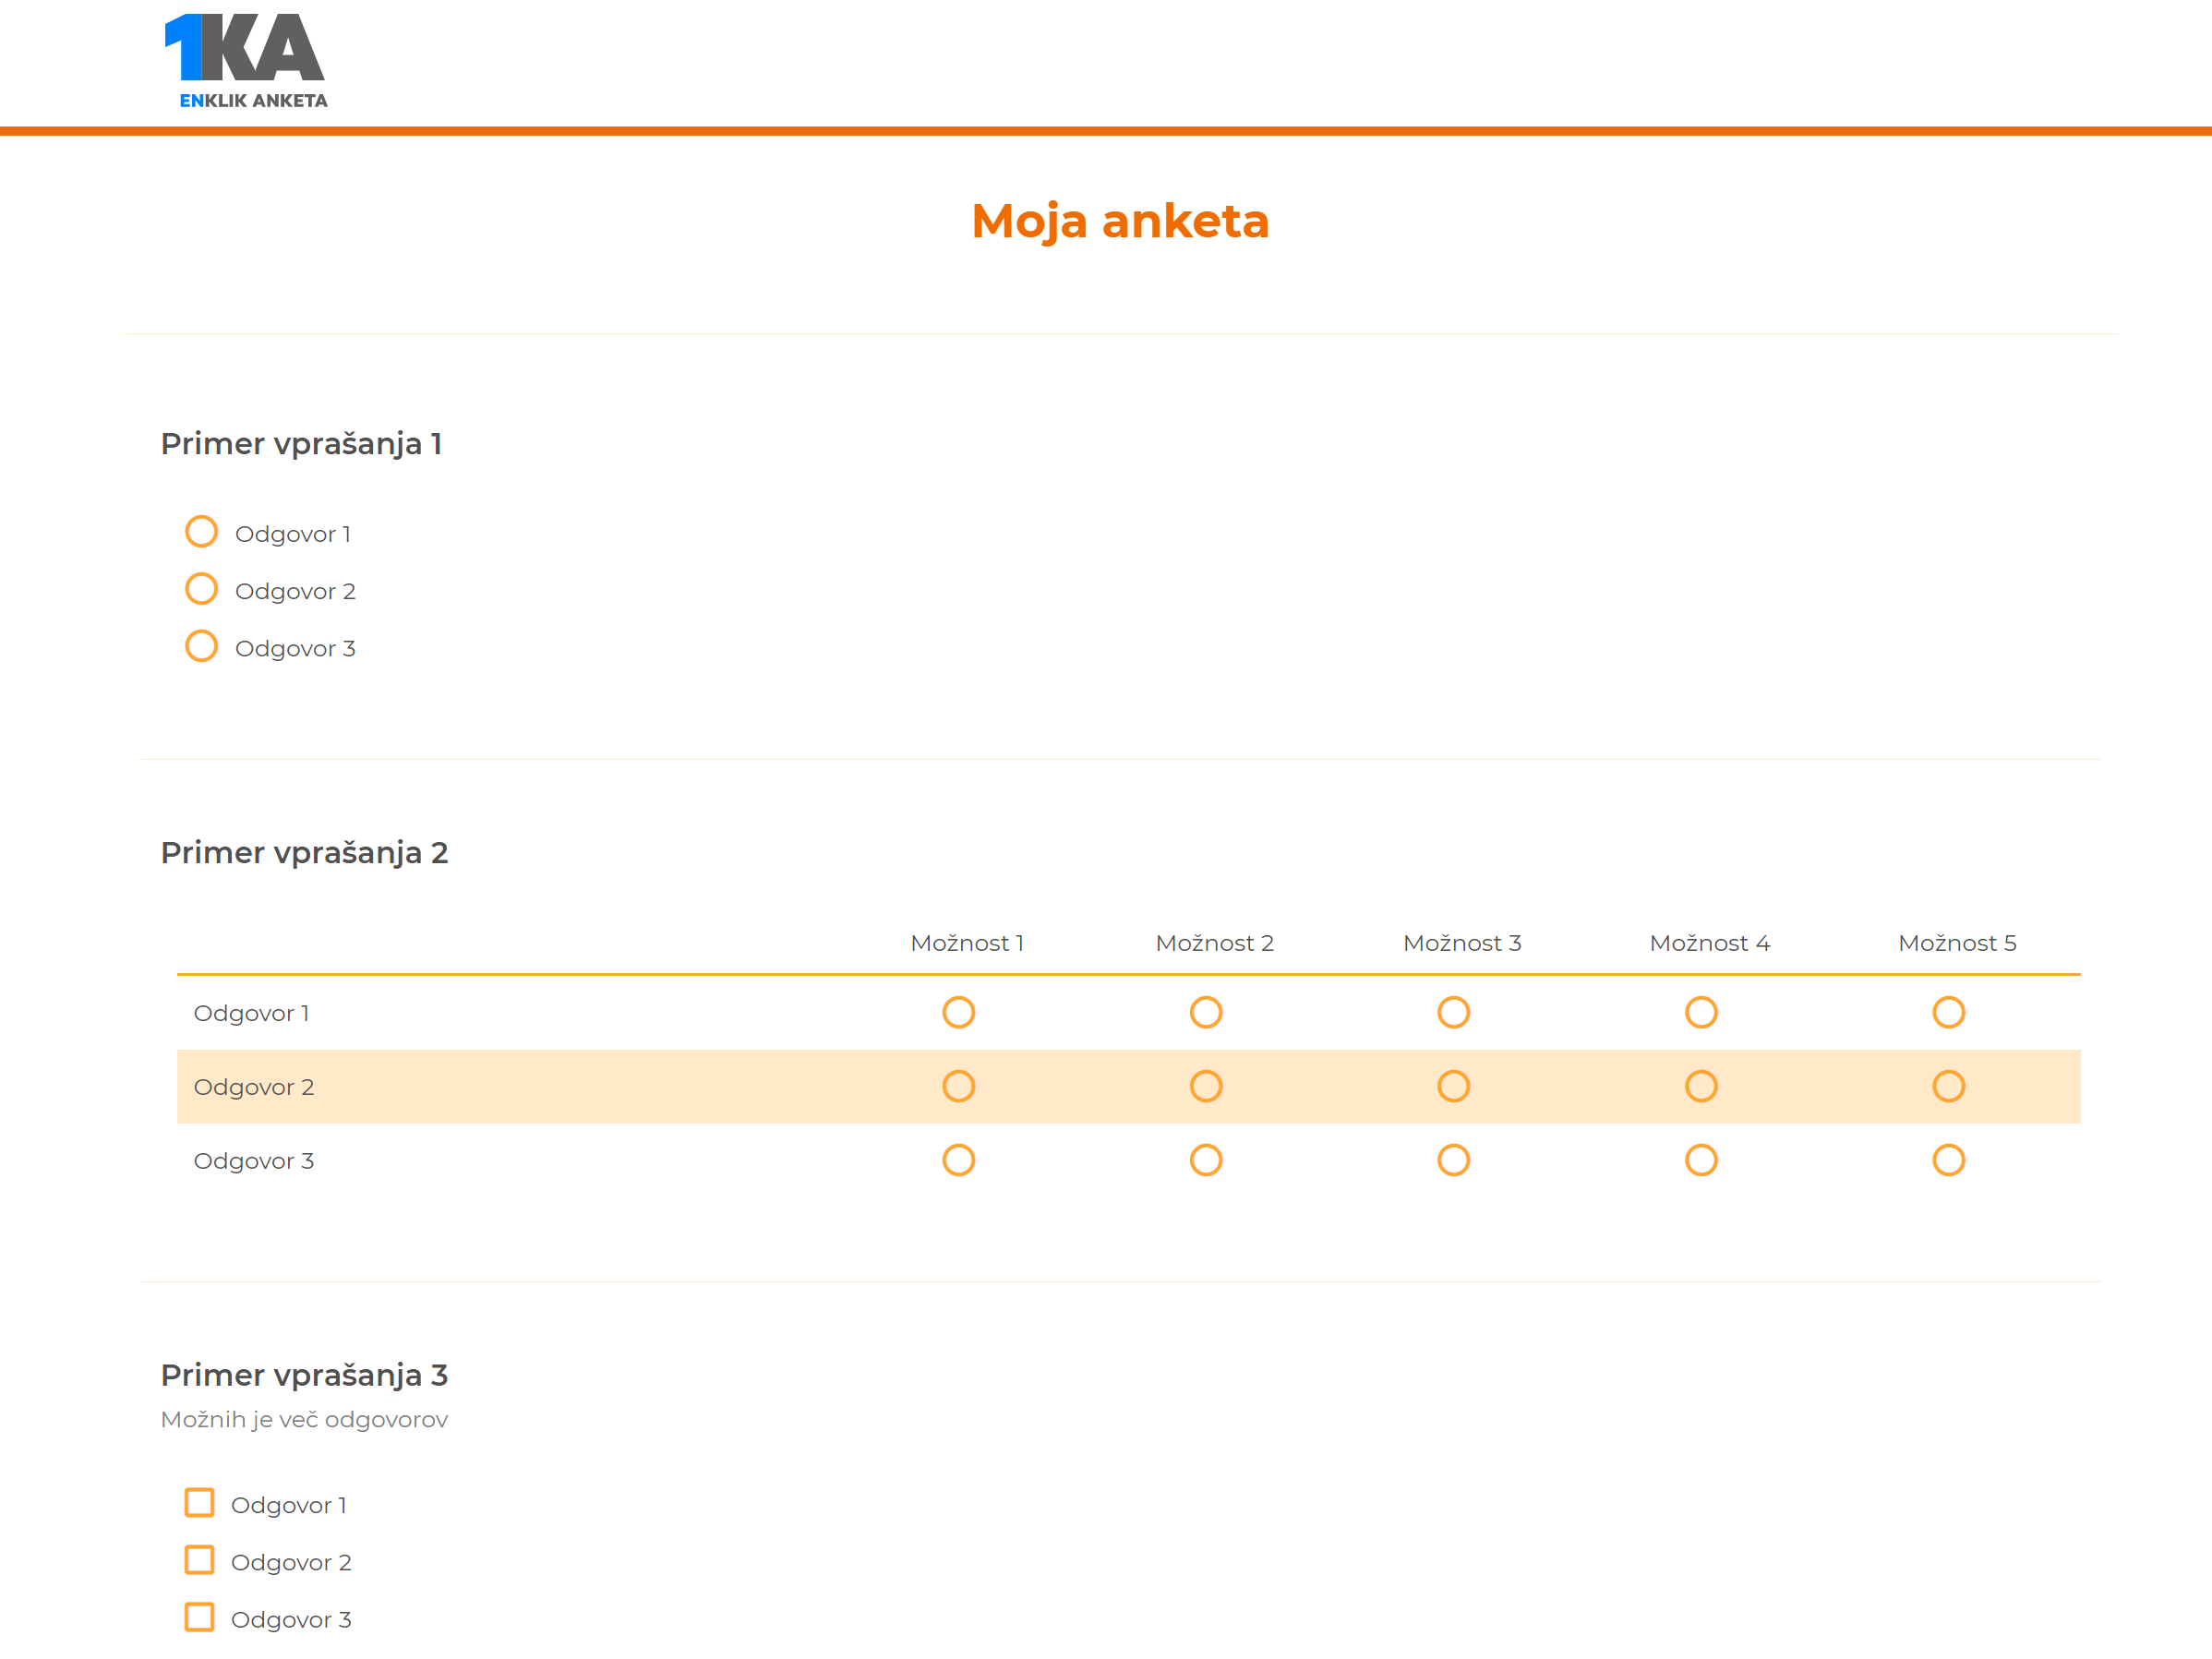 1KA
ENKLIK ANKETA
Moja anketa
Primer vprašanja 1
Odgovor 1
Odgovor 2
Odgovor 3
Primer vprašanja 2
Možnost 1 Možnost 2 Možnost 3 Možnost 4 Možnost 5
Odgovor 1
Odgovor 2
Odgovor 3
Primer vprašanja 3
Možnih je več odgovorov
Odgovor 1
Odgovor 2
Odgovor 3